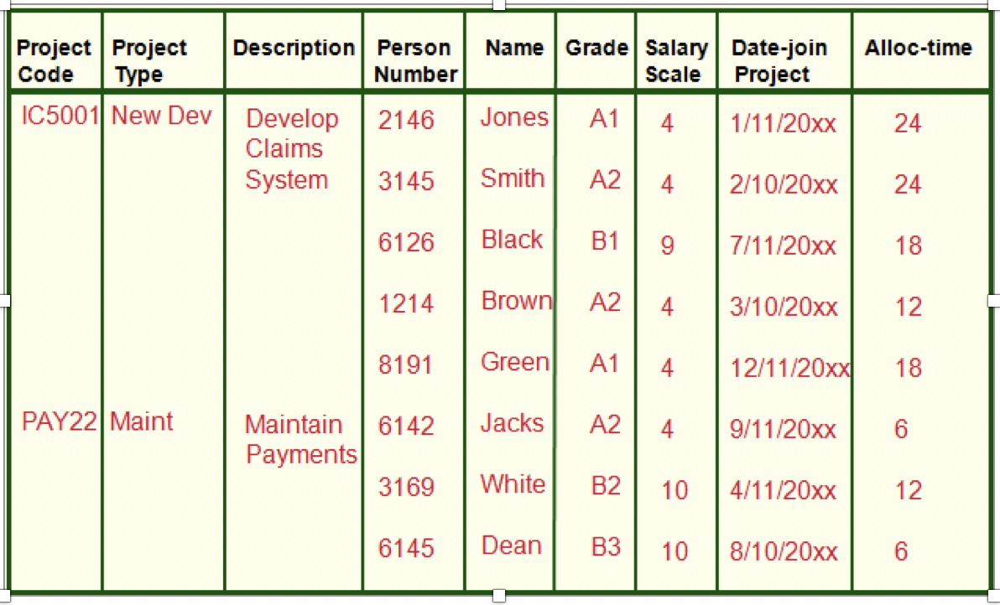 Project Code Project Type Description Person Number Name Grade Salary Scale Date-join Project Alloc-time
IC5001 New Dev Develop Claims System 2146 Jones A1 4 1/11/20xx 24
3145 Smith A2 4 2/10/20xx 24
6126 Black B1 9 7/11/20xx 18
1214 Brown A2 4 3/10/20xx 12
8191 Green A1 4 12/11/20xx 18
PAY22 Maint Maintain Payments 6142 Jacks A2 4 9/11/20xx 6
3169 White B2 10 4/11/20xx 12
6145 Dean B3 10 8/10/20xx 6